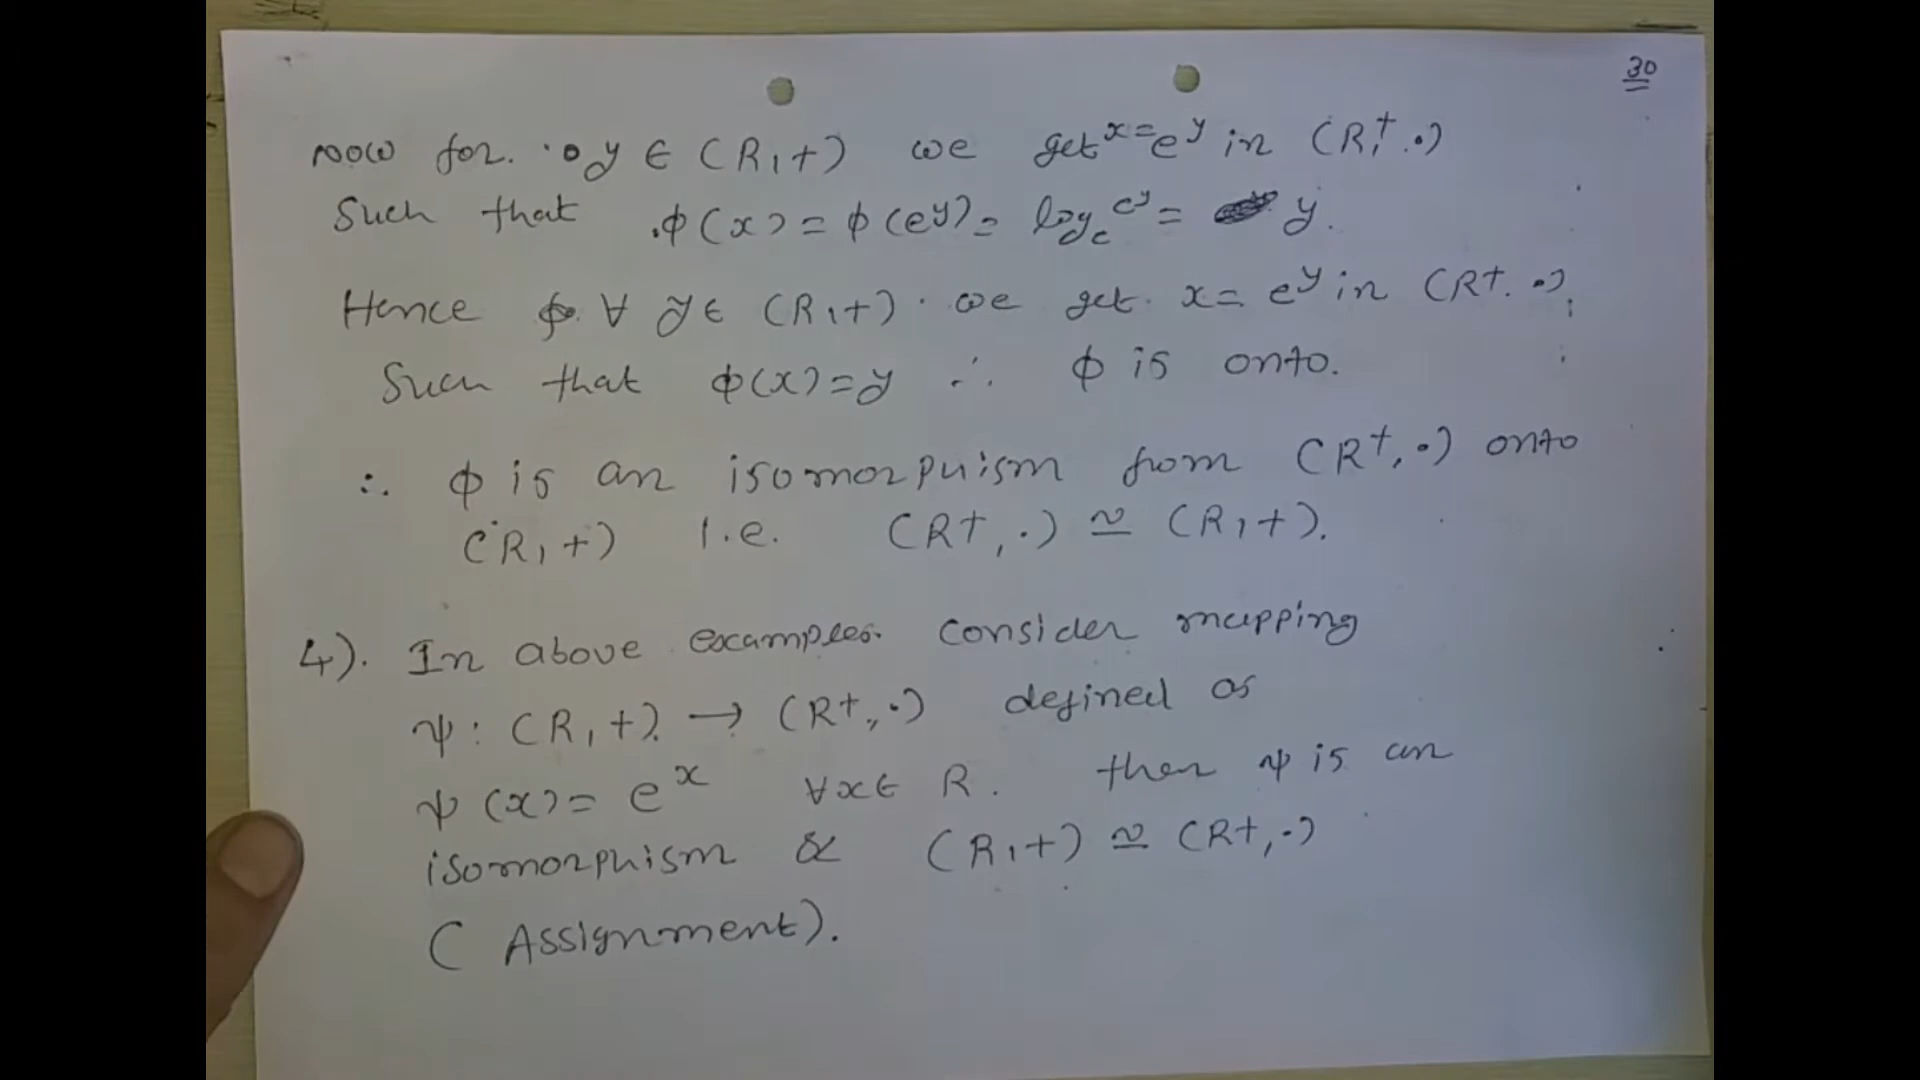 30
Now for y ∈ (R, +) we get x = e^y in (R^+, ·)
Such that φ(x) = φ(e^y) = log_e e^y = y.
Hence ∀ y ∈ (R, +) we get x = e^y in (R^+, ·),
Such that φ(x) = y ∴ φ is onto.
∴ φ is an isomorphism from (R^+, ·) onto
(R, +) i.e. (R^+, ·) ≃ (R, +).
4). In above examples. consider mapping
ψ : (R, +) → (R^+, ·) defined as
ψ(x) = e^x ∀x∈ R. then ψ is an
isomorphism & (R, +) ≃ (R^+, ·)
(Assignment).